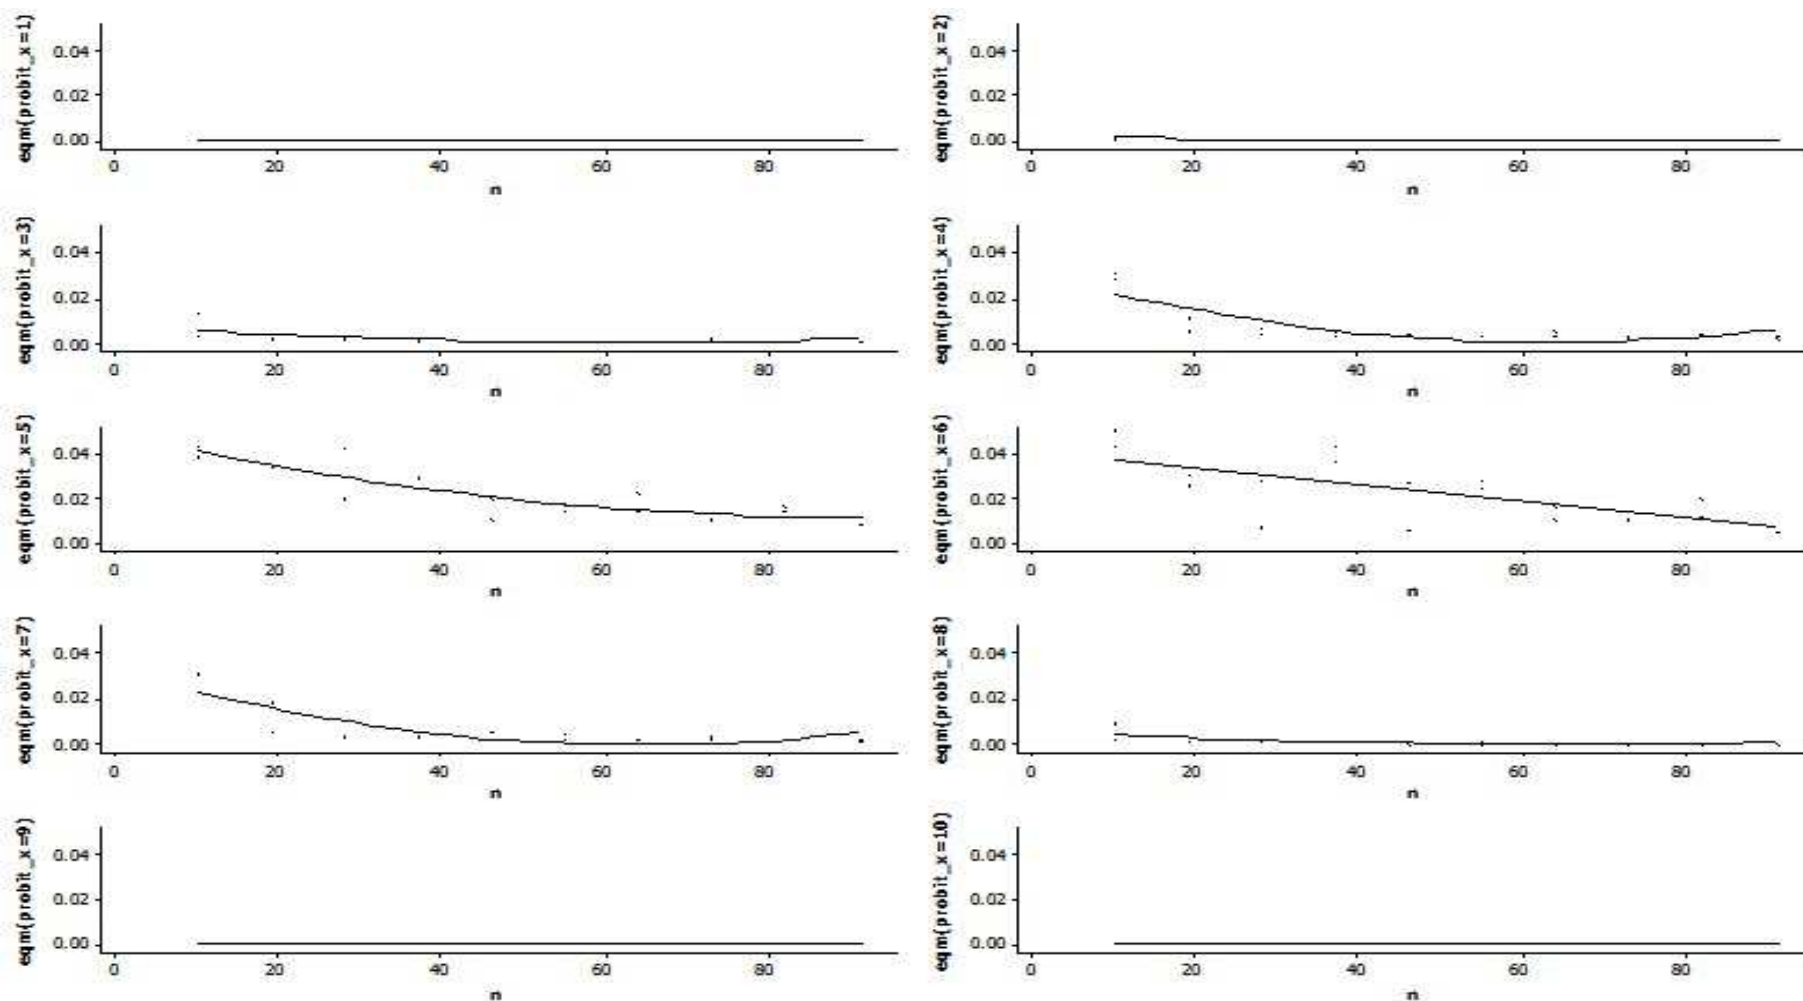 eqm(probit_x=1)
0.04
0.02
0.00
0 20 40 60 80
n
eqm(probit_x=2)
0.04
0.02
0.00
0 20 40 60 80
n
eqm(probit_x=3)
0.04
0.02
0.00
0 20 40 60 80
n
eqm(probit_x=4)
0.04
0.02
0.00
0 20 40 60 80
n
eqm(probit_x=5)
0.04
0.02
0.00
0 20 40 60 80
n
eqm(probit_x=6)
0.04
0.02
0.00
0 20 40 60 80
n
eqm(probit_x=7)
0.04
0.02
0.00
0 20 40 60 80
n
eqm(probit_x=8)
0.04
0.02
0.00
0 20 40 60 80
n
eqm(probit_x=9)
0.04
0.02
0.00
0 20 40 60 80
n
eqm(probit_x=10)
0.04
0.02
0.00
0 20 40 60 80
n